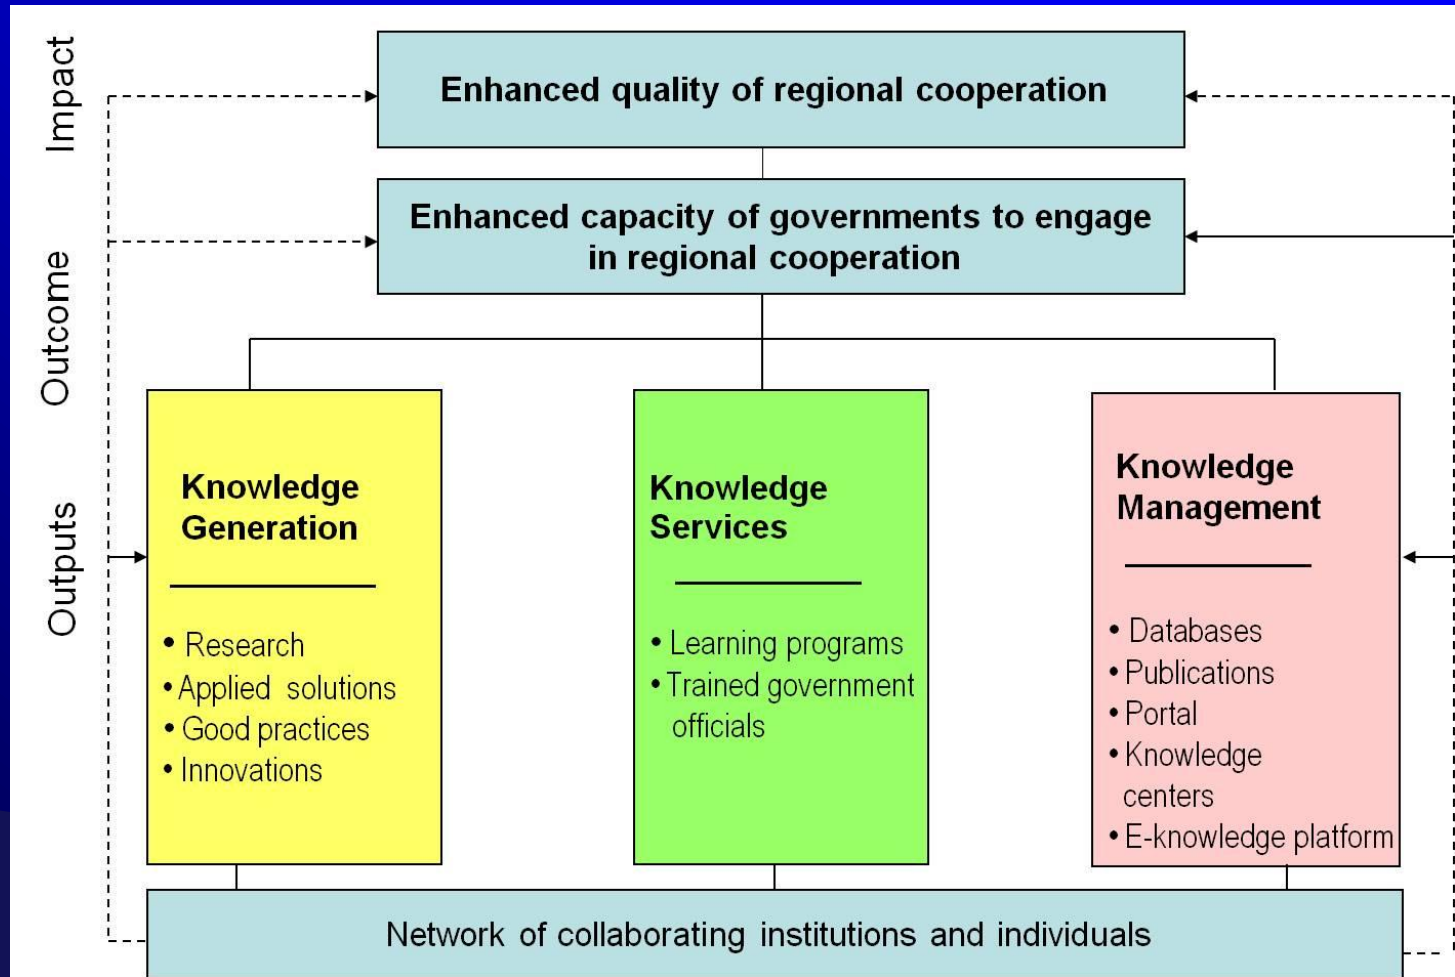 Impact
Enhanced quality of regional cooperation
Enhanced capacity of governments to engage
in regional cooperation
Outcome
Outputs
Knowledge
Generation
• Research
• Applied solutions
• Good practices
• Innovations
Knowledge
Services
• Learning programs
• Trained government
officials
Knowledge
Management
• Databases
• Publications
• Portal
• Knowledge
centers
• E-knowledge platform
Network of collaborating institutions and individuals